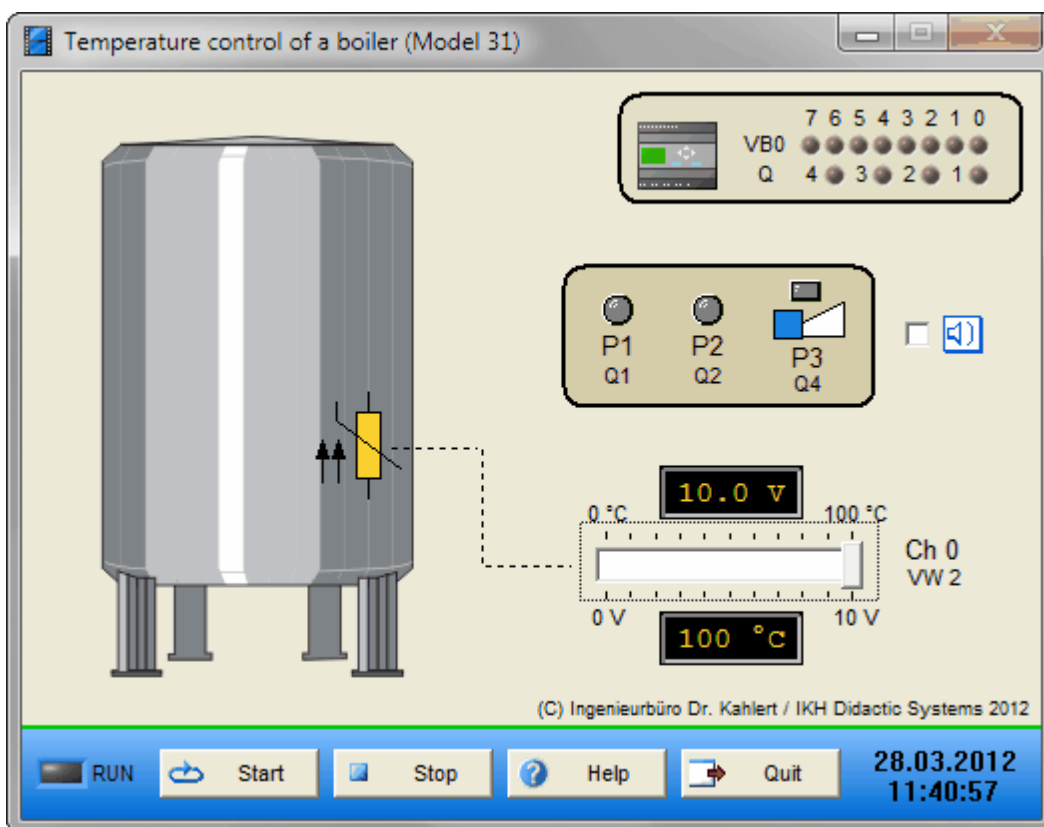 Temperature control of a boiler (Model 31)
7 6 5 4 3 2 1 0
VB0
Q 4 3 2 1
P1 P2 P3
Q1 Q2 Q4
10.0 V
0 °C 100 °C
Ch 0
VW 2
0 V 10 V
100 °C
(C) Ingenieurbüro Dr. Kahlert / IKH Didactic Systems 2012
RUN Start Stop Help Quit
28.03.2012
11:40:57